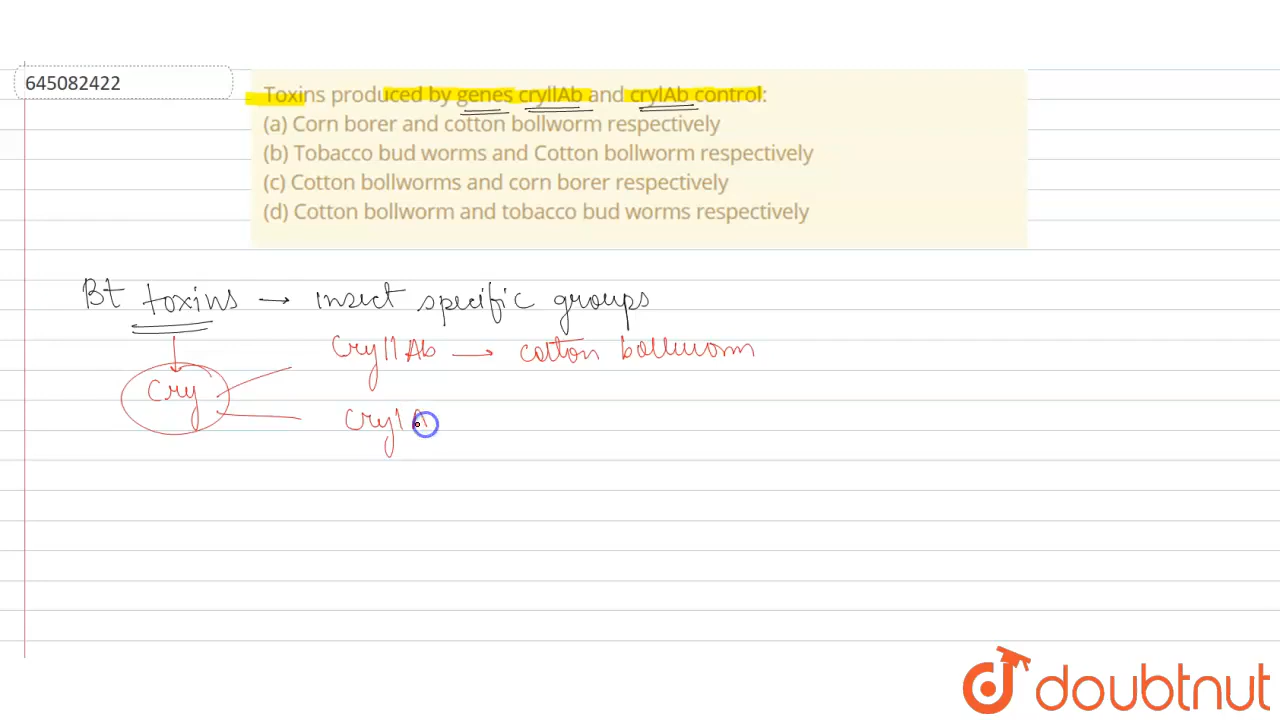 645082422
Toxins produced by genes cryllAb and crylAb control:
(a) Corn borer and cotton bollworm respectively
(b) Tobacco bud worms and Cotton bollworm respectively
(c) Cotton bollworms and corn borer respectively
(d) Cotton bollworm and tobacco bud worms respectively
Bt toxins → insect specific groups
Cry11Ab → cotton bollworm
Cry
Cry1A
doubtnut